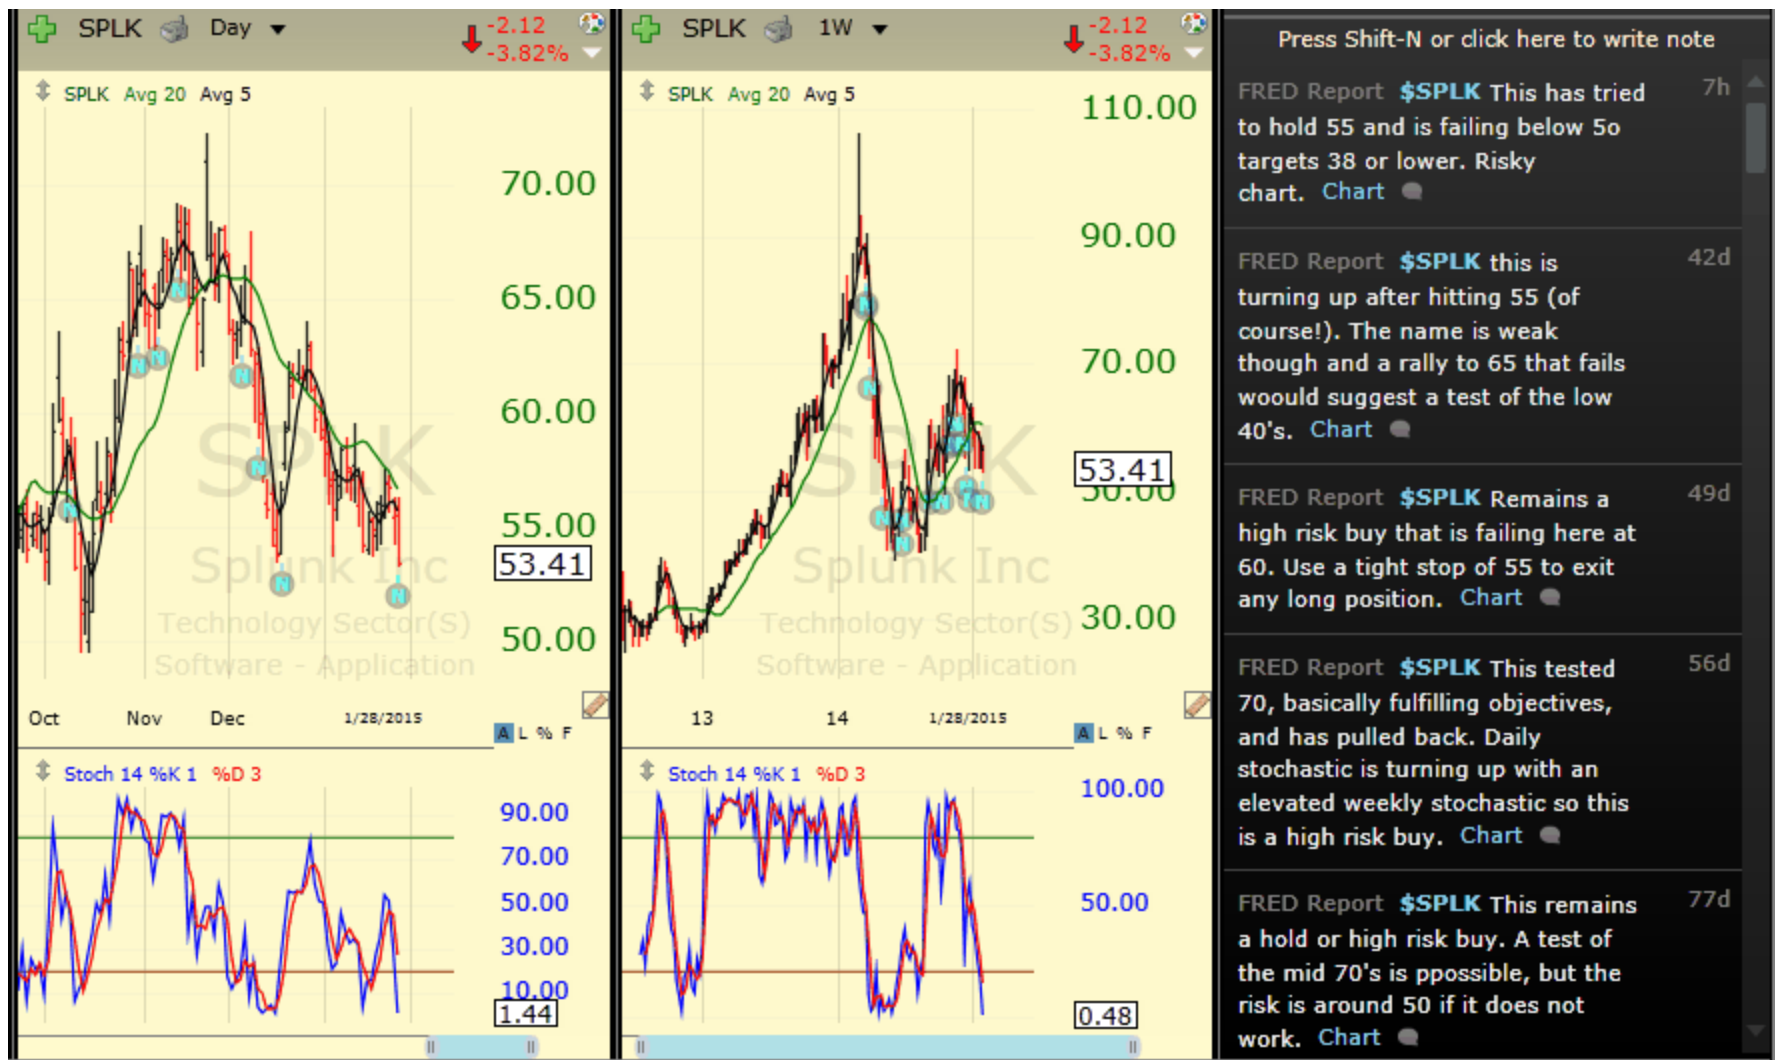 SPLK Day
-2.12
-3.82%
SPLK Avg 20 Avg 5
70.00
65.00
60.00
55.00
53.41
50.00
SPLK
Splunk Inc
Technology Sector(S)
Software - Application
N
N
N
N
N
N
N
N
Oct Nov Dec 1/28/2015
A L % F
Stoch 14 %K 1 %D 3
90.00
70.00
50.00
30.00
10.00
1.44
SPLK 1W
-2.12
-3.82%
SPLK Avg 20 Avg 5
110.00
90.00
70.00
53.41
50.00
30.00
SPLK
Splunk Inc
Technology Sector(S)
Software - Application
N
N
N
N
N
N
N
N
N
13 14 1/28/2015
A L % F
Stoch 14 %K 1 %D 3
100.00
50.00
0.48
Press Shift-N or click here to write note
FRED Report $SPLK This has tried 7h
to hold 55 and is failing below 5o
targets 38 or lower. Risky
chart. Chart
FRED Report $SPLK this is 42d
turning up after hitting 55 (of
course!). The name is weak
though and a rally to 65 that fails
woould suggest a test of the low
40's. Chart
FRED Report $SPLK Remains a 49d
high risk buy that is failing here at
60. Use a tight stop of 55 to exit
any long position. Chart
FRED Report $SPLK This tested 56d
70, basically fulfilling objectives,
and has pulled back. Daily
stochastic is turning up with an
elevated weekly stochastic so this
is a high risk buy. Chart
FRED Report $SPLK This remains 77d
a hold or high risk buy. A test of
the mid 70's is ppossible, but the
risk is around 50 if it does not
work. Chart